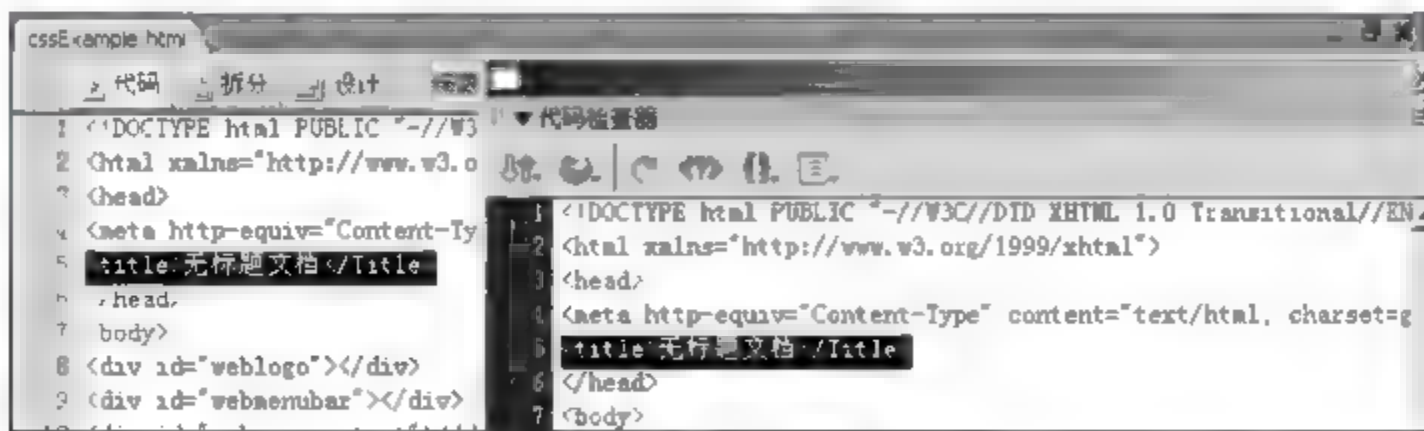 cssExample html
代码 拆分 设计
1 <!DOCTYPE html PUBLIC "-//W3
2 <html xmlns="http://www.w3.o
3 <head>
4 <meta http-equiv="Content-Ty
5 title 无标题文档</Title
6 /head
7 body>
8 <div id="weblogo"></div>
9 <div id="webmenubar"></div>
▼代码检查器
1 <!DOCTYPE html PUBLIC "-//W3C//DTD XHTML 1.0 Transitional//EN
2 <html xmlns="http://www.w3.org/1999/xhtml">
3 <head>
4 <meta http-equiv="Content-Type" content="text/html, charset=g
5 title 无标题文档 /Title
6 </head>
7 <body>